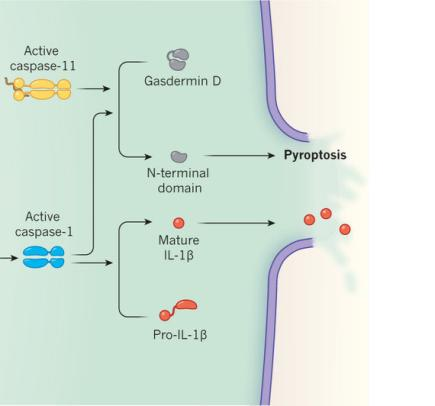 Active
caspase-11
Gasdermin D
N-terminal
domain
Pyroptosis
Active
caspase-1
Mature
IL-1β
Pro-IL-1β